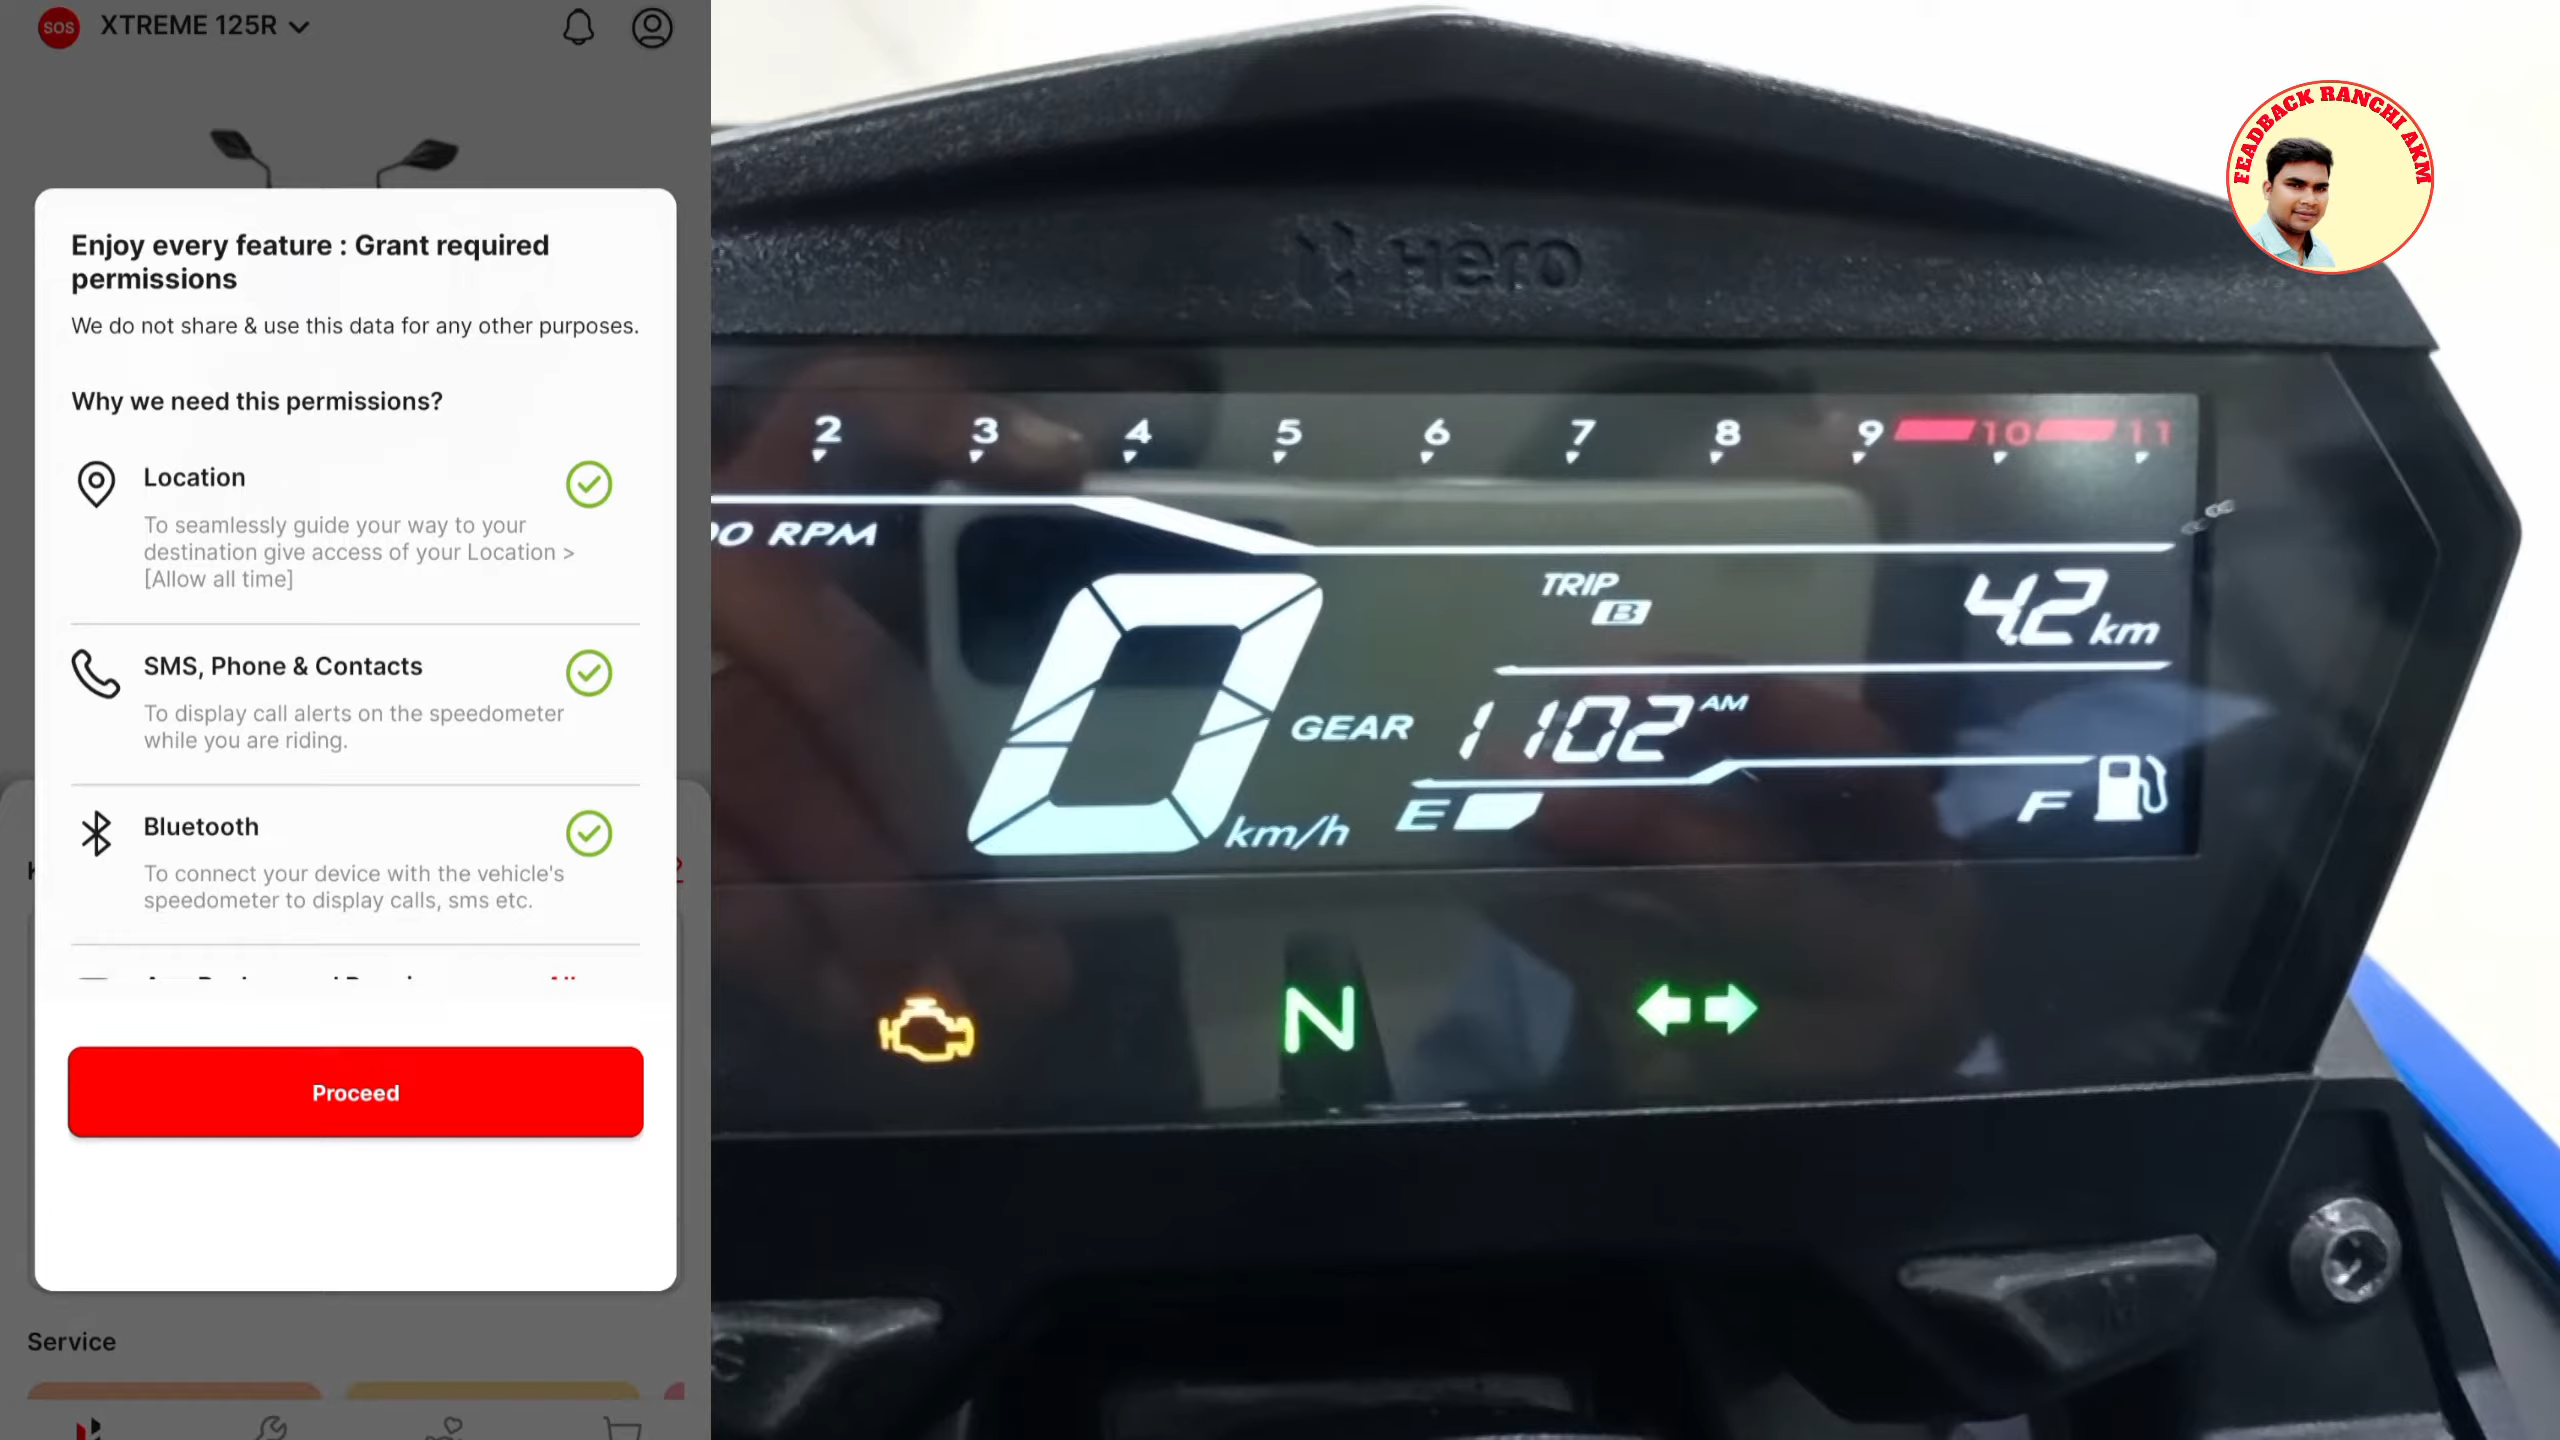 SOS XTREME 125R
Enjoy every feature : Grant required
permissions
We do not share & use this data for any other purposes.
Why we need this permissions?
Location
To seamlessly guide your way to your
destination give access of your Location >
[Allow all time]
SMS, Phone & Contacts
To display call alerts on the speedometer
while you are riding.
Bluetooth
To connect your device with the vehicle's
speedometer to display calls, sms etc.
Proceed
Service
FEADBACK RANCHI AKM
Hero
2 3 4 5 6 7 8 9 10 11
RPM
TRIP B 4.2 km
0 km/h
GEAR 11 02 AM
E F
N
S
M